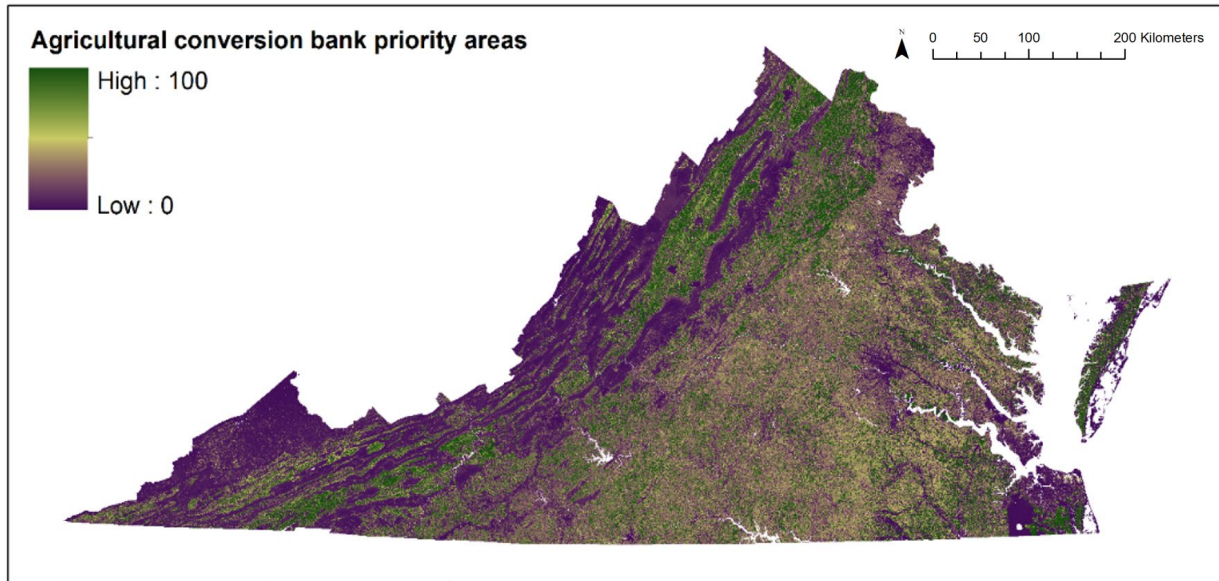 Agricultural conversion bank priority areas
High : 100
Low : 0
N
0 50 100 200 Kilometers